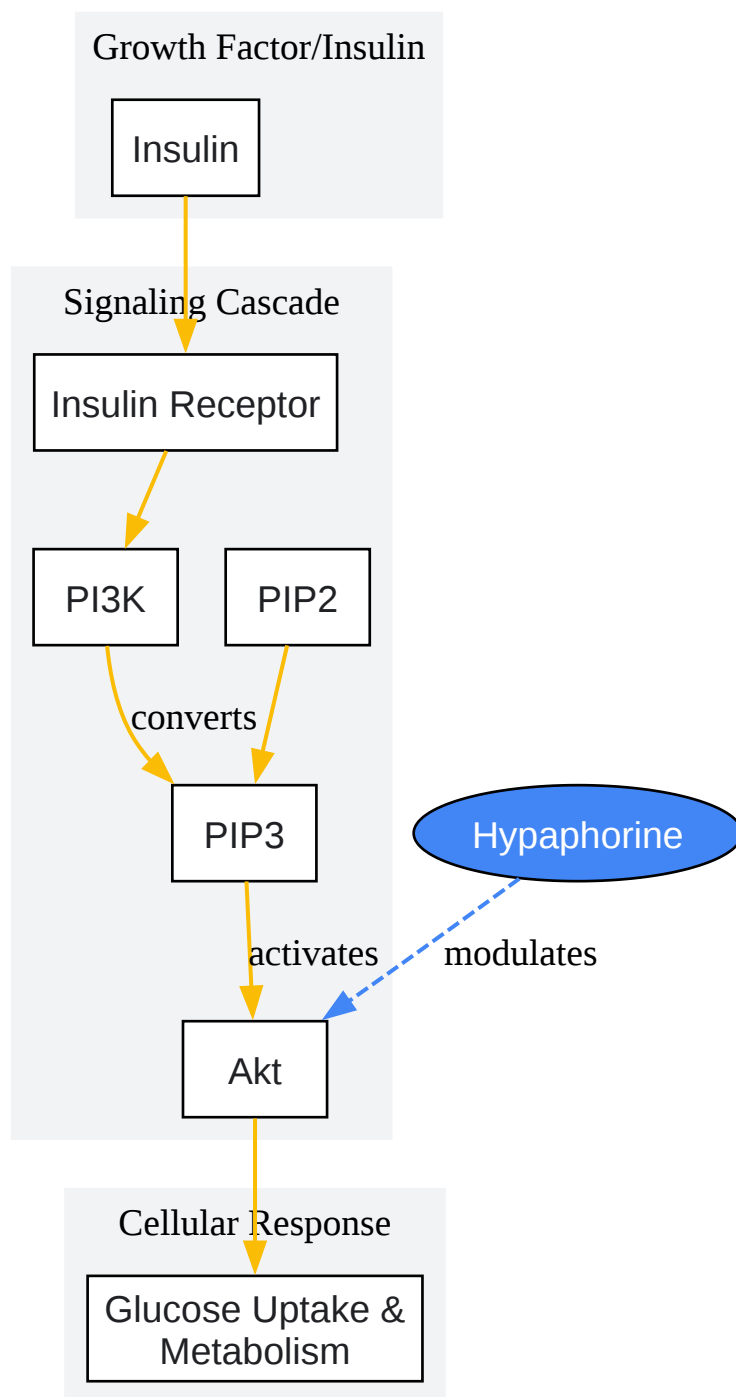 Growth Factor/Insulin
Insulin
Signaling Cascade
Insulin Receptor
PI3K
PIP2
converts
PIP3
Hypaphorine
activates
modulates
Akt
Cellular Response
Glucose Uptake &
Metabolism